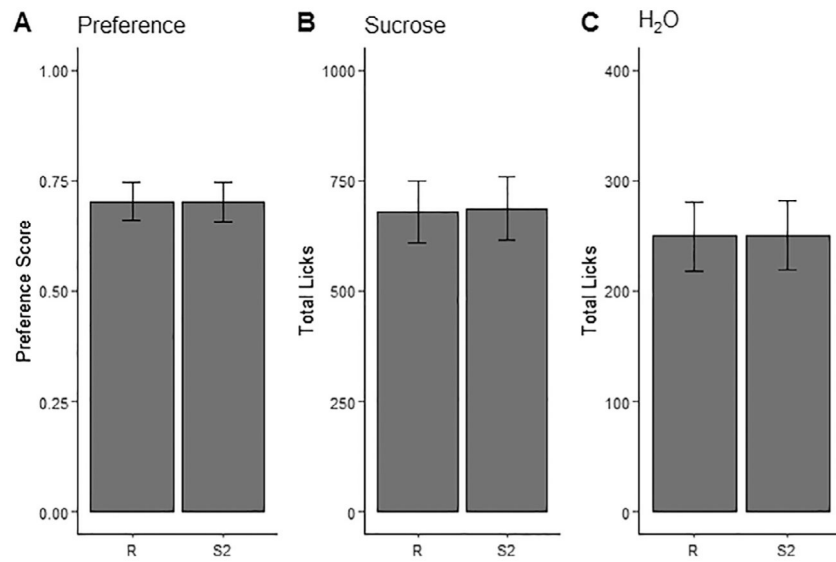 A Preference
Preference Score
1.00
0.75
0.50
0.25
0.00
R S2
B Sucrose
Total Licks
1000
750
500
250
0
R S2
C H₂O
Total Licks
400
300
200
100
0
R S2